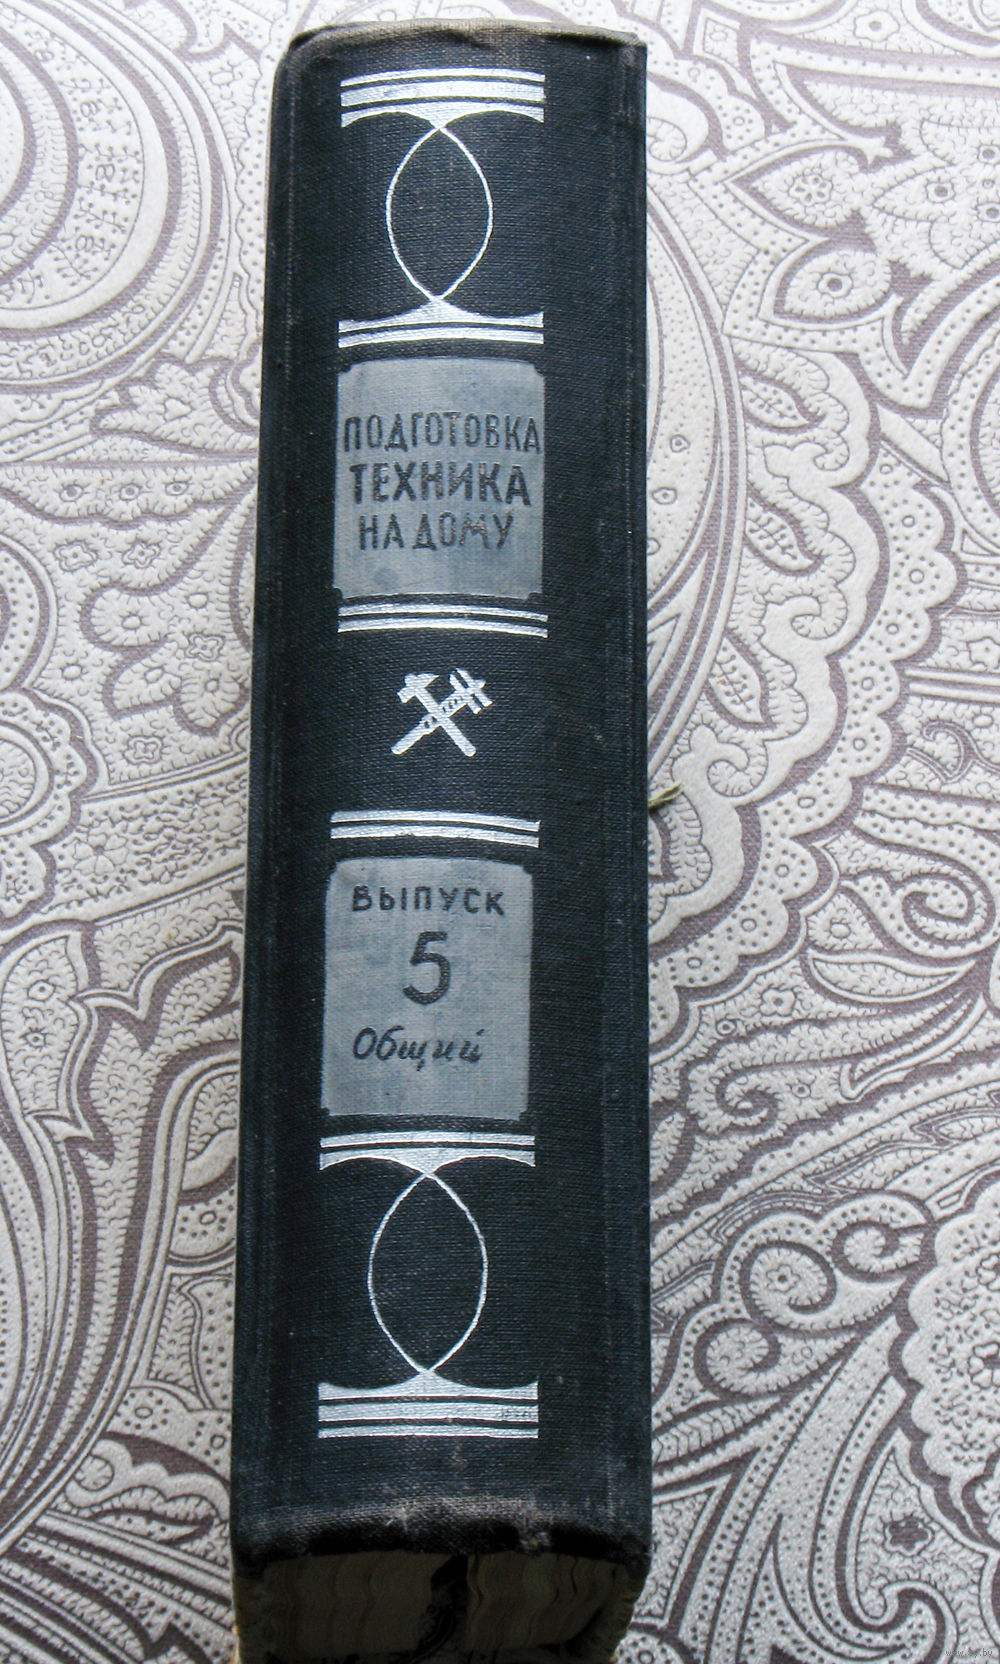 ПОДГОТОВКА
ТЕХНИКА
НА ДОМУ
ВЫПУСК
5
Общий